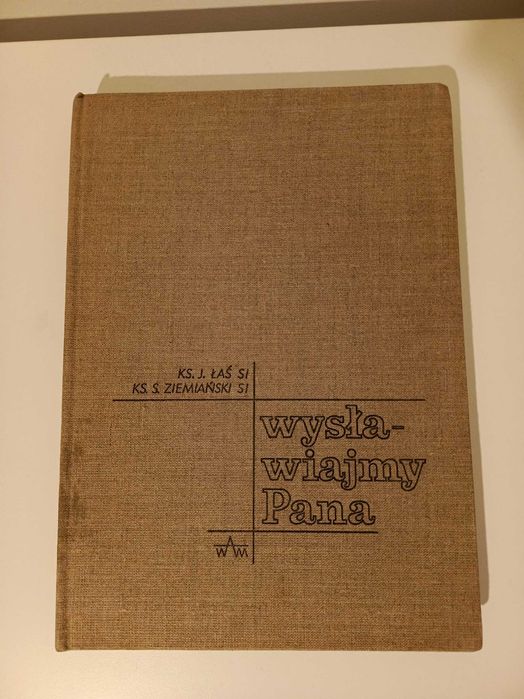 KS. J. ŁAŚ SI
KS. S. ZIEMIAŃSKI SI
wysła-
wiajmy
Pana
WAM